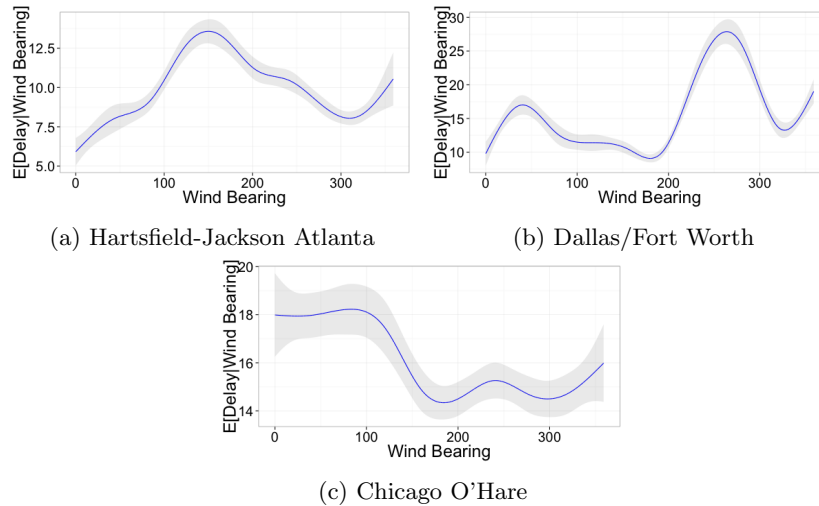 E[Delay|Wind Bearing]
12.5
10.0
7.5
5.0
0 100 200 300
Wind Bearing
(a) Hartsfield-Jackson Atlanta
E[Delay|Wind Bearing]
30
25
20
15
10
0 100 200 300
Wind Bearing
(b) Dallas/Fort Worth
E[Delay|Wind Bearing]
20
18
16
14
0 100 200 300
Wind Bearing
(c) Chicago O'Hare